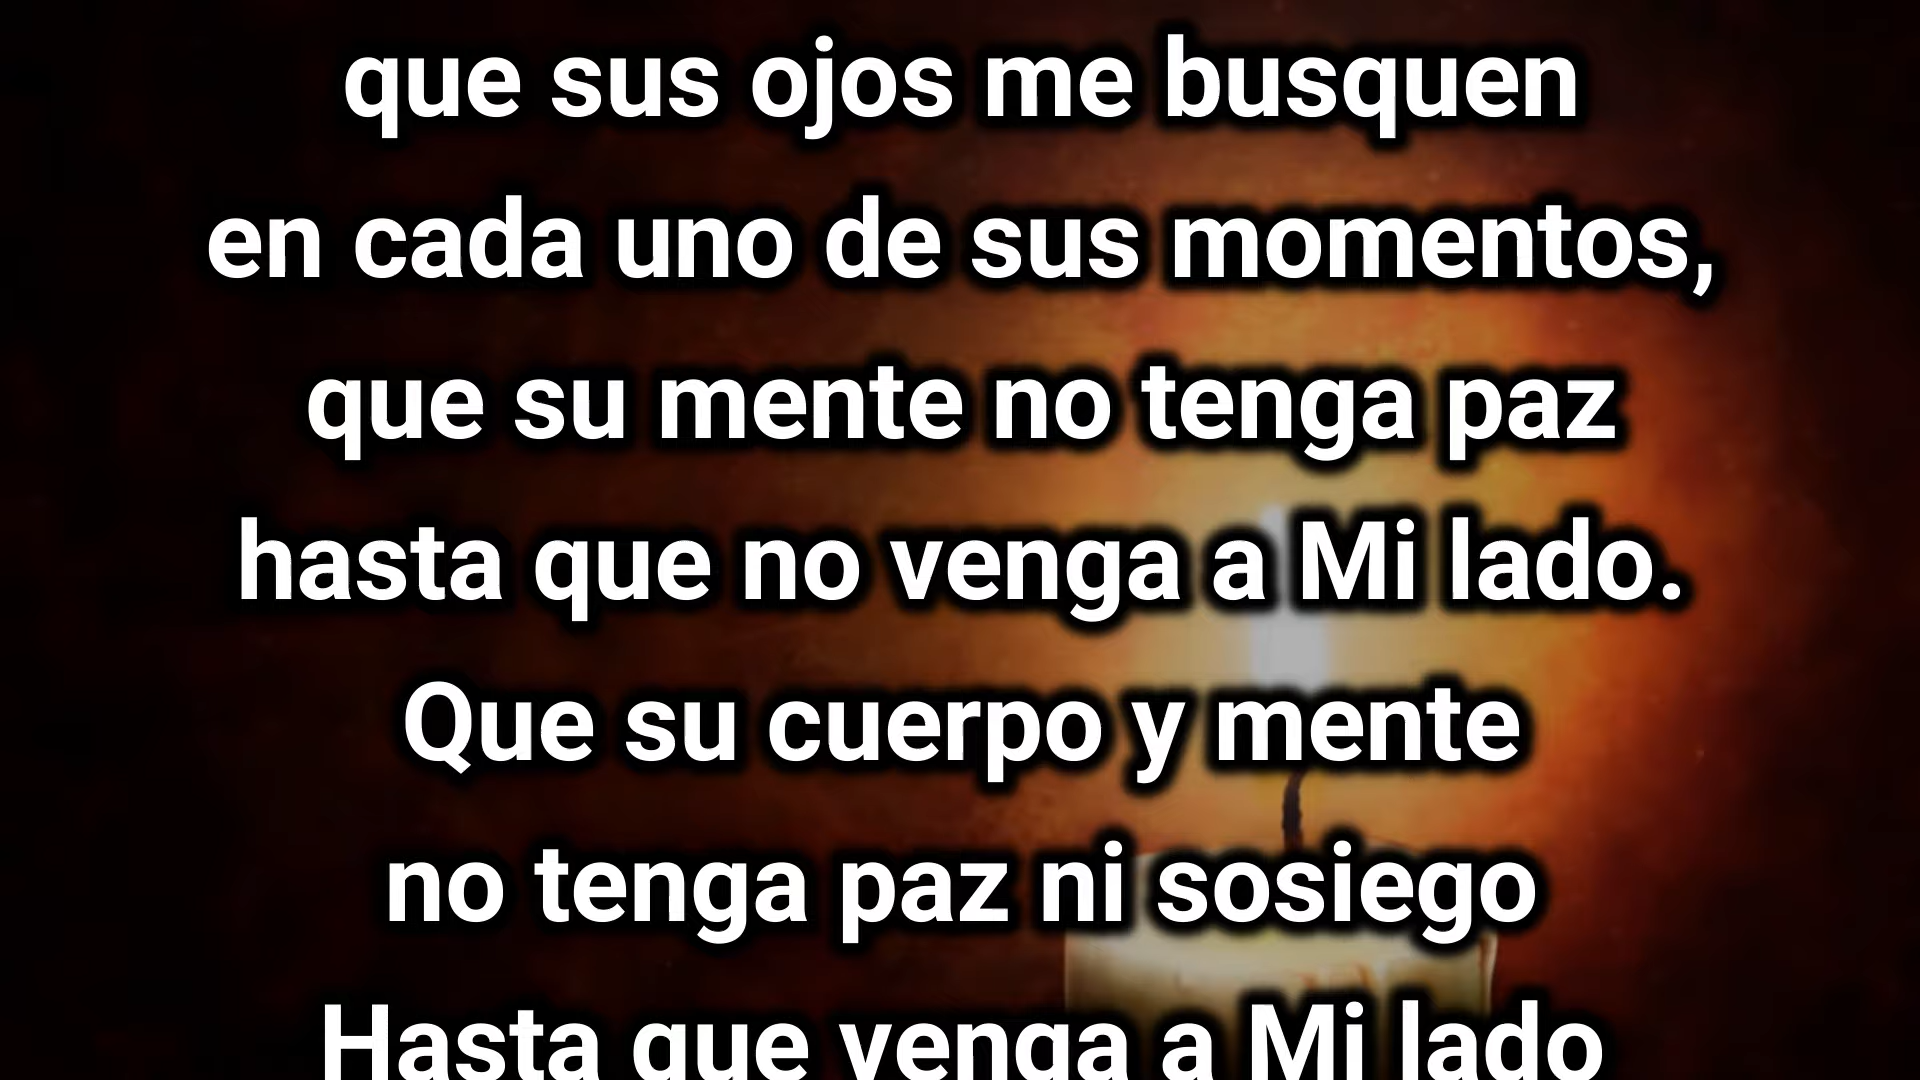 que sus ojos me busquen
en cada uno de sus momentos,
que su mente no tenga paz
hasta que no venga a Mi lado.
Que su cuerpo y mente
no tenga paz ni sosiego
Hasta que venga a Mi lado